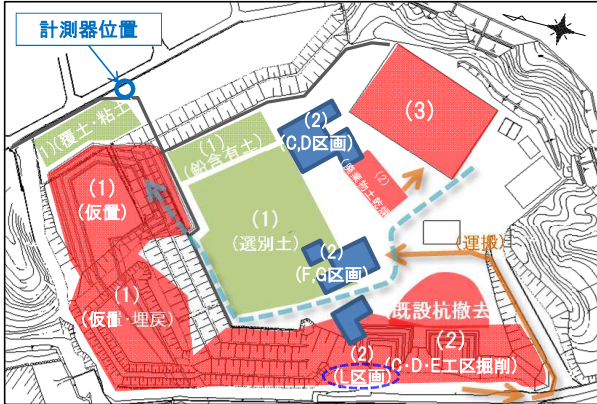 計測器位置
(1)(覆土・粘土)
(1)
(鉛含有土)
(2)
(C,D区画)
(3)
(1)
(仮置)
(2)
(1)
(選別土)
(2)
(F,G区画)
(運搬)
(1)
(仮置・埋戻)
既設杭撤去
(2)
(L区画)
(2)
(C・D・E工区掘削)